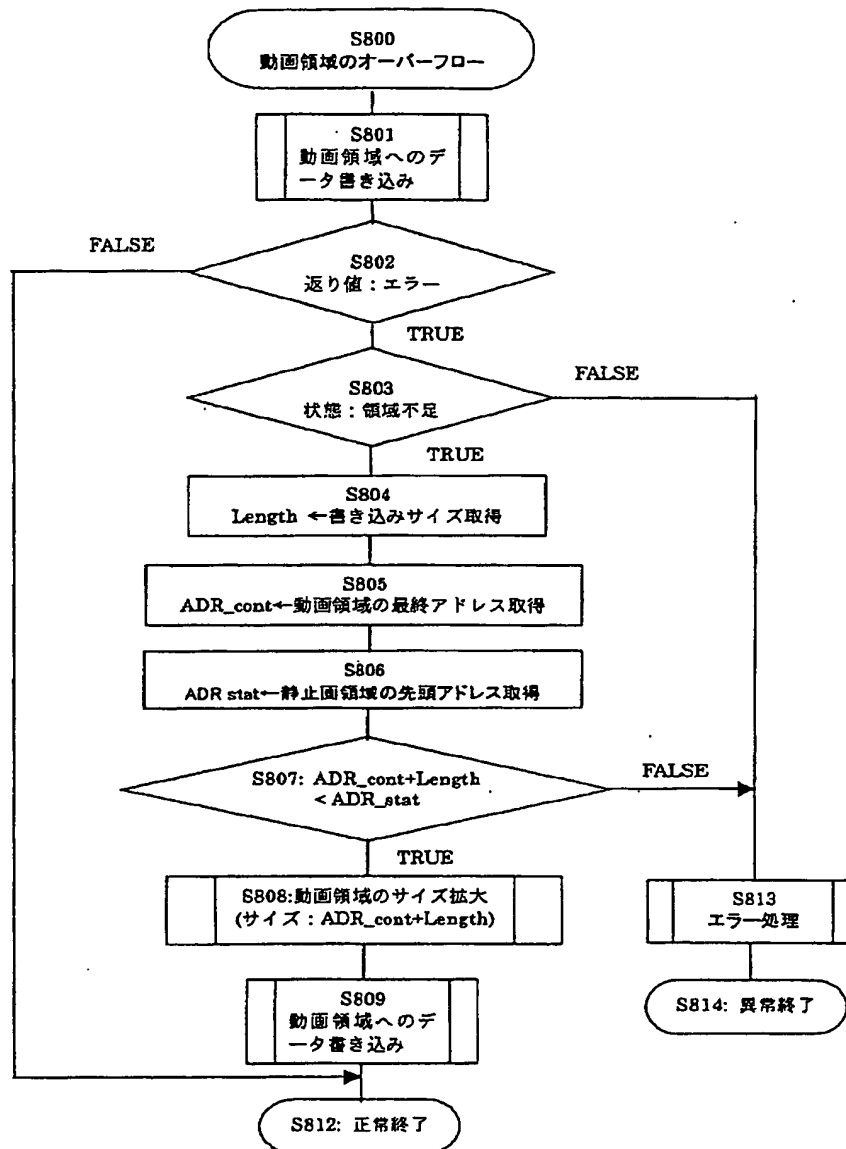 S800
動画領域のオーバーフロー
S801
動画領域へのデ
ータ書き込み
FALSE
S802
返り値：エラー
TRUE
S803
状態：領域不足
FALSE
TRUE
S804
Length ←書き込みサイズ取得
S805
ADR_cont←動画領域の最終アドレス取得
S806
ADR stat←静止画領域の先頭アドレス取得
S807: ADR_cont+Length
< ADR_stat
FALSE
TRUE
S808:動画領域のサイズ拡大
(サイズ：ADR_cont+Length)
S813
エラー処理
S809
動画領域へのデ
ータ書き込み
S814: 異常終了
S812: 正常終了